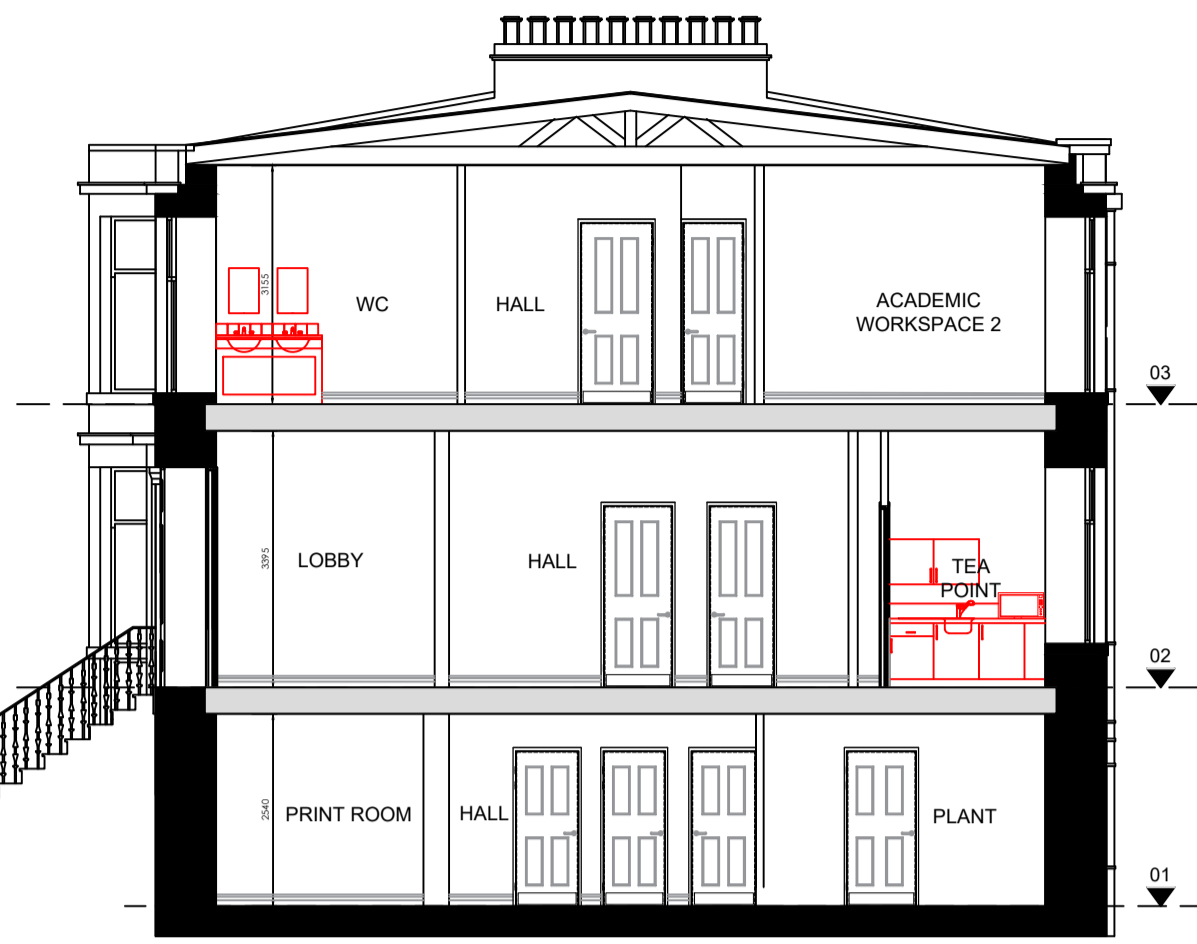 3155
WC
HALL
ACADEMIC
WORKSPACE 2
03
3395
LOBBY
HALL
TEA
POINT
02
2540
PRINT ROOM
HALL
PLANT
01